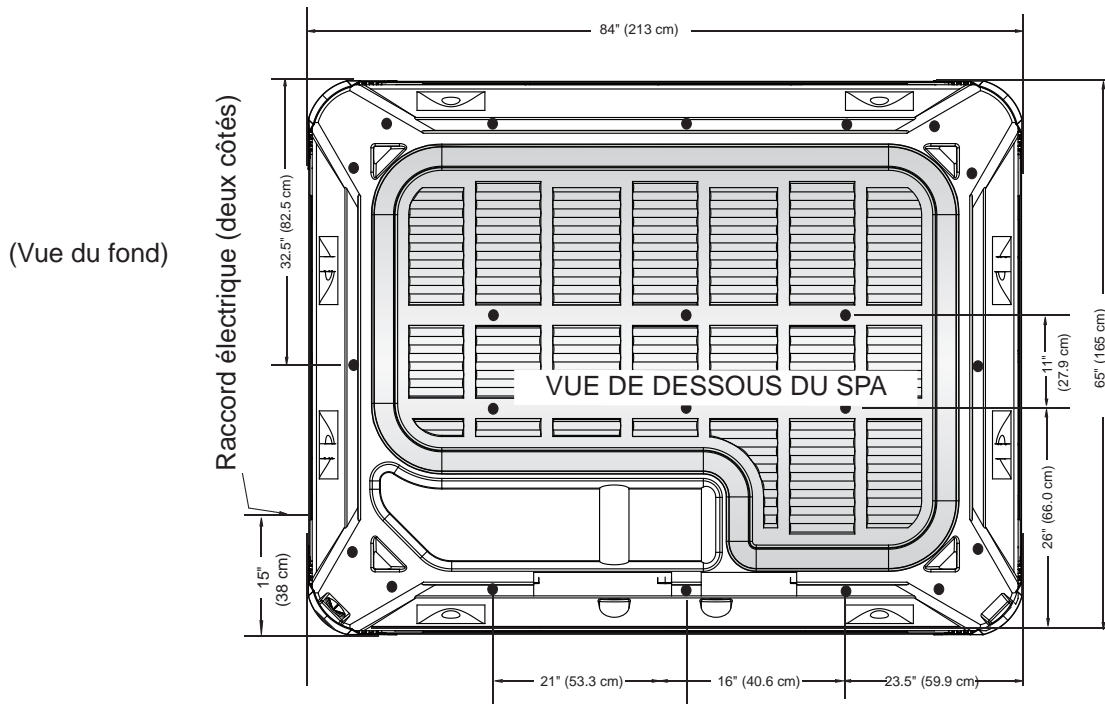 84" (213 cm)
(Vue du fond)
Raccord électrique (deux côtés)
32.5" (82.5 cm)
VUE DE DESSOUS DU SPA
11"
(27.9 cm)
65" (165 cm)
26" (66.0 cm)
15"
(38 cm)
21" (53.3 cm)
16" (40.6 cm)
23.5" (59.9 cm)